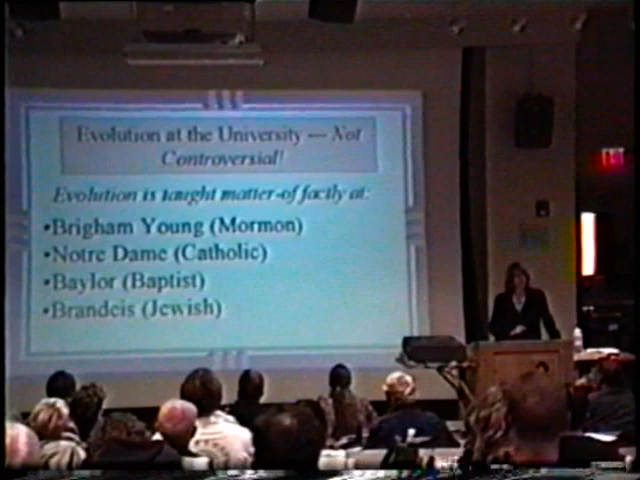 Evolution at the University — Not
Controversial!
Evolution is taught matter-of factly at:
•Brigham Young (Mormon)
•Notre Dame (Catholic)
•Baylor (Baptist)
•Brandeis (Jewish)